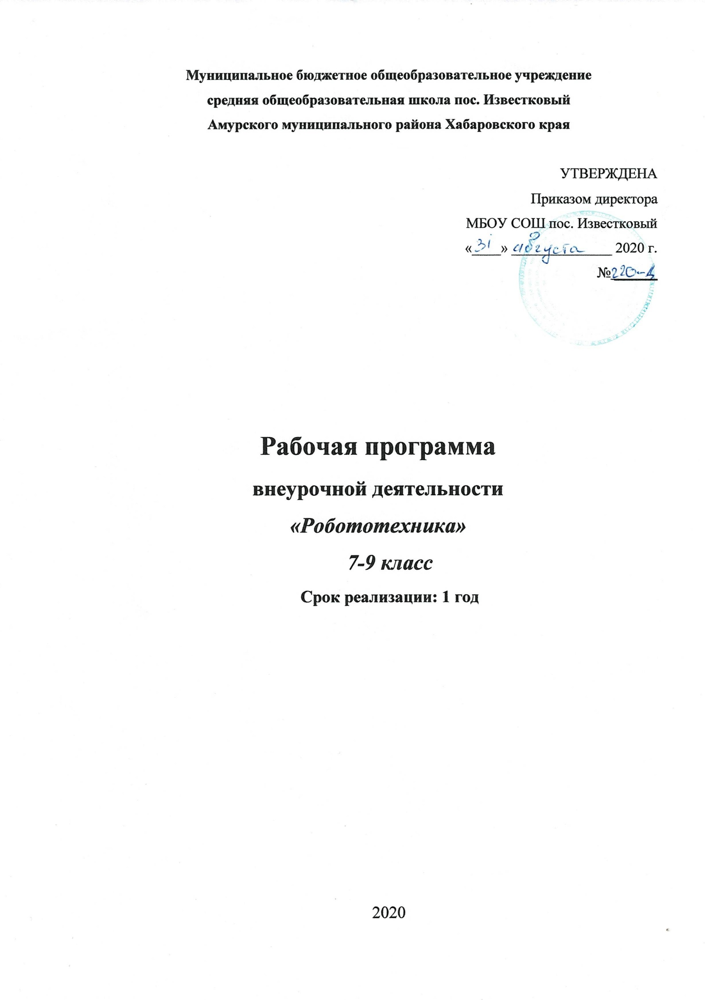 Муниципальное бюджетное общеобразовательное учреждение
средняя общеобразовательная школа пос. Известковый
Амурского муниципального района Хабаровского края
УТВЕРЖДЕНА
Приказом директора
МБОУ СОШ пос. Известковый
«31» августа 2020 г.
№220-Д
Рабочая программа
внеурочной деятельности
«Робототехника»
7-9 класс
Срок реализации: 1 год
2020